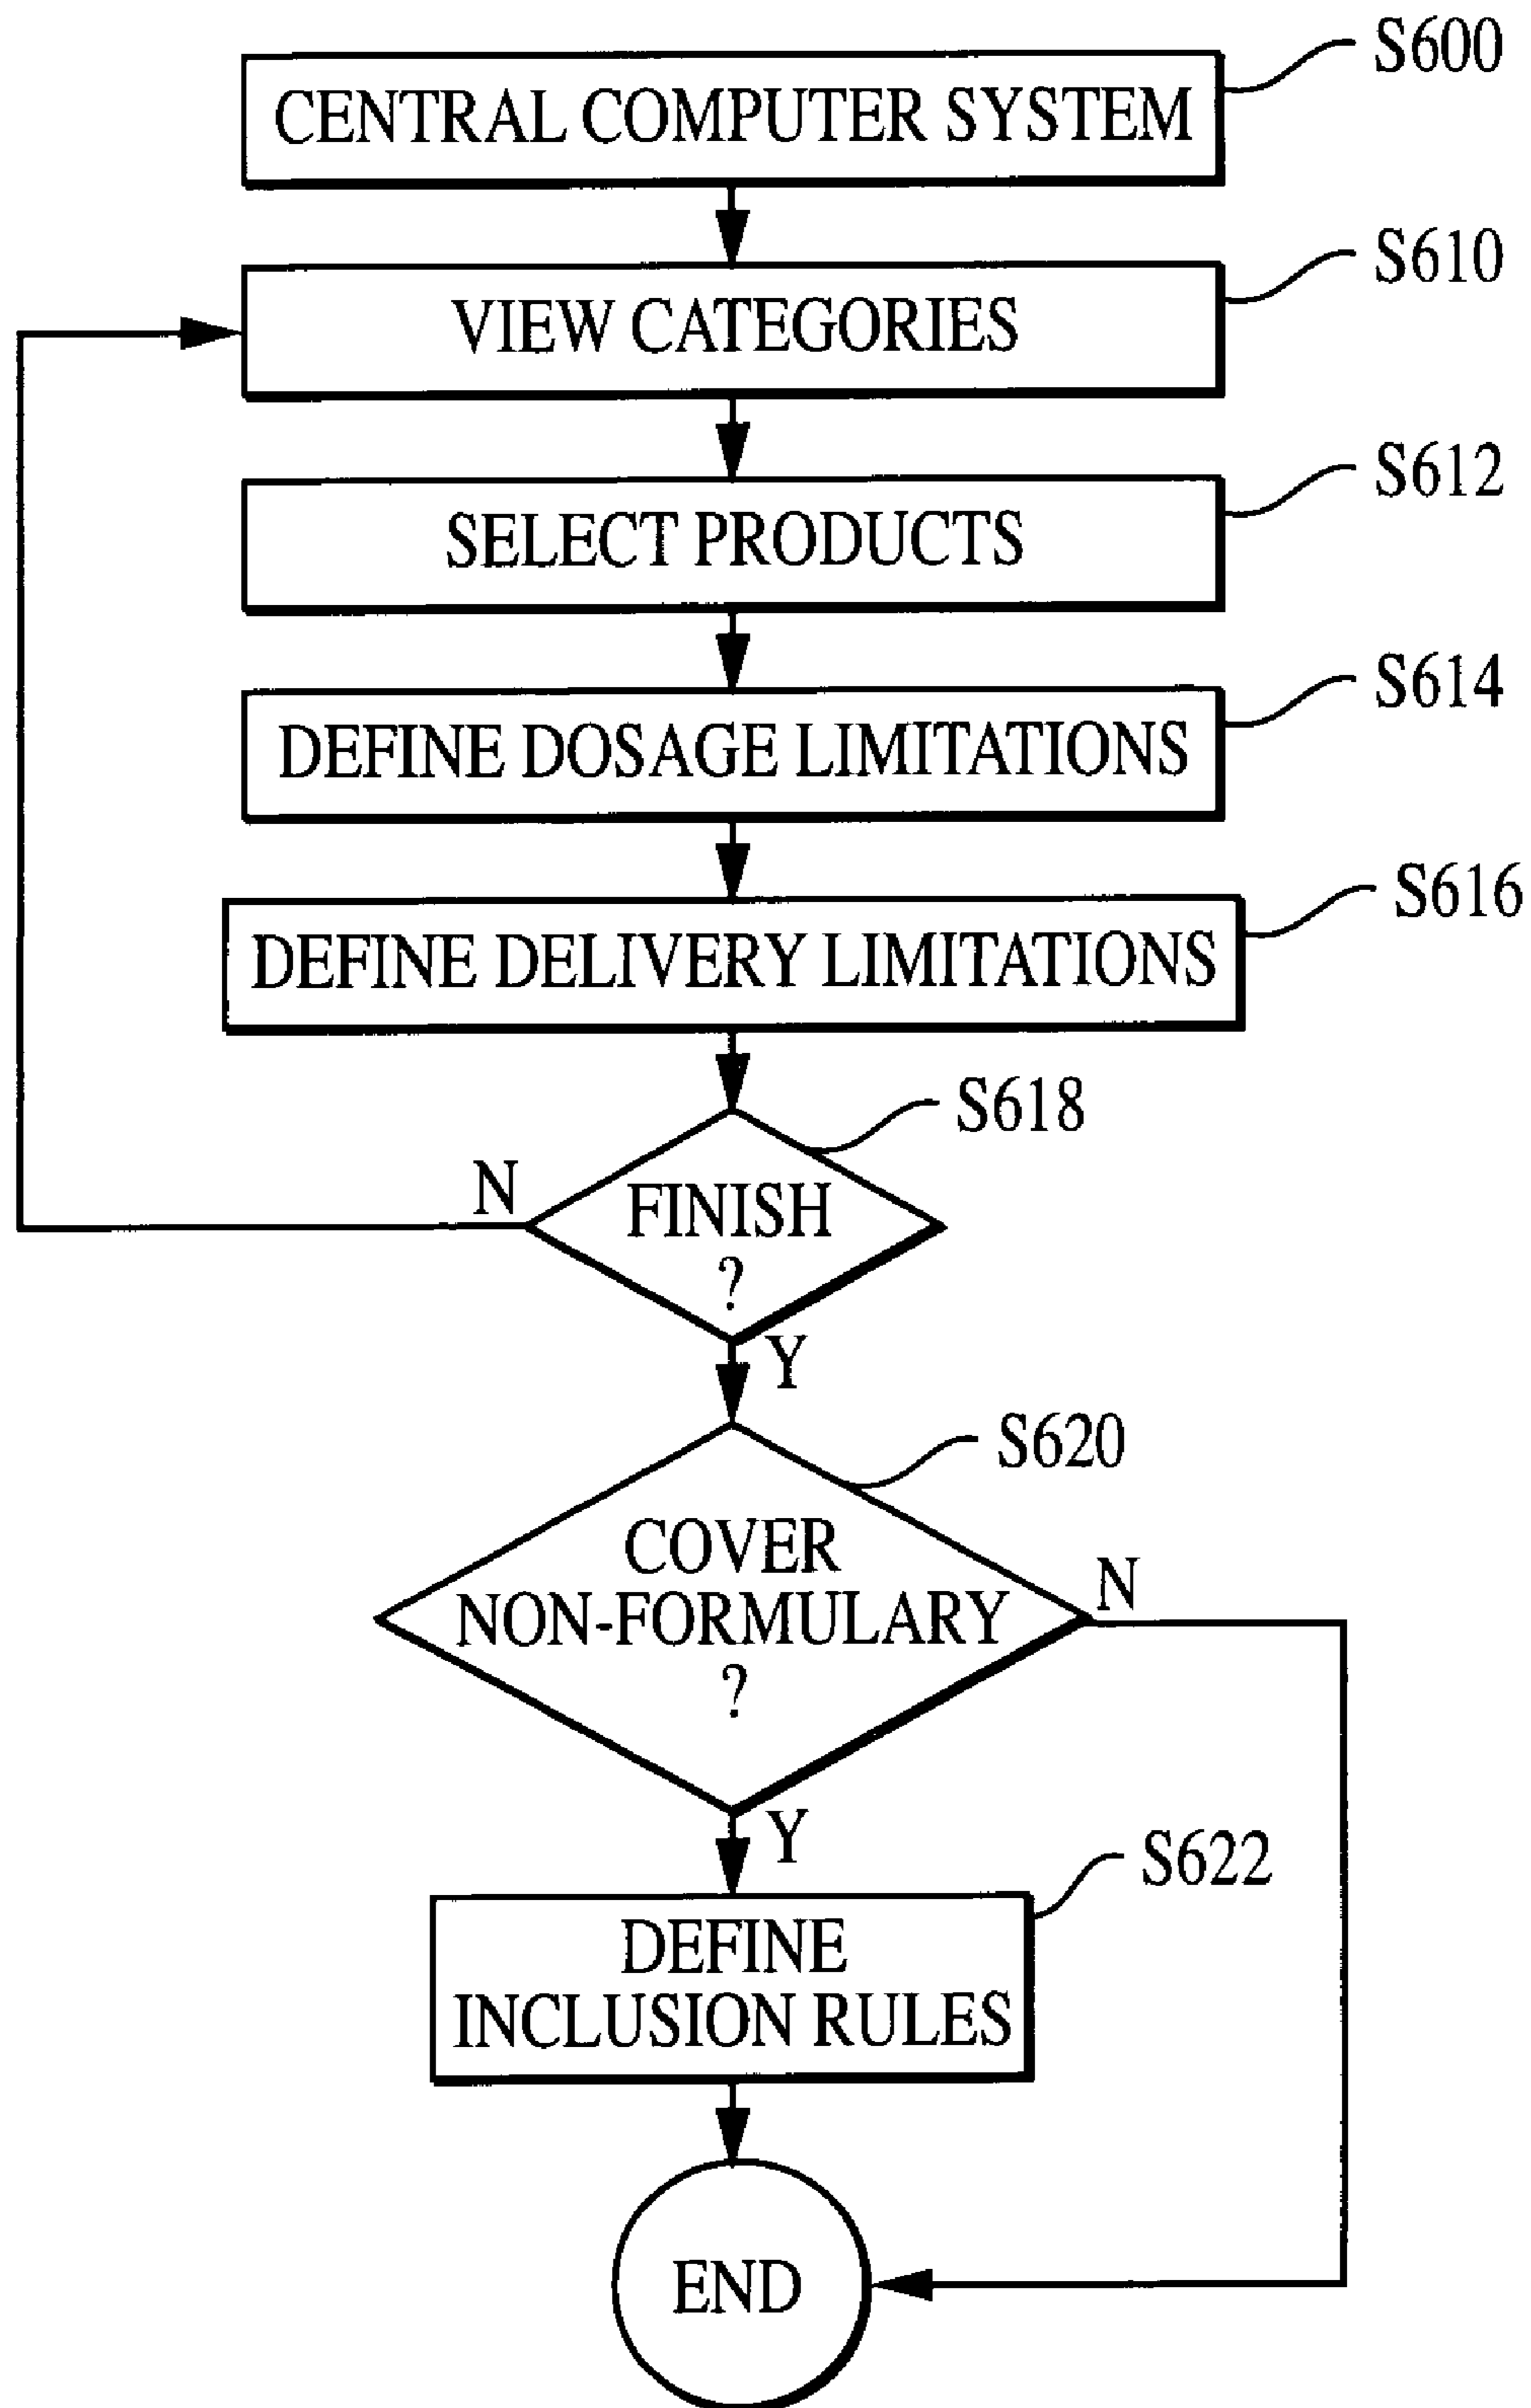 CENTRAL COMPUTER SYSTEM
S600
VIEW CATEGORIES
S610
SELECT PRODUCTS
S612
DEFINE DOSAGE LIMITATIONS
S614
DEFINE DELIVERY LIMITATIONS
S616
S618
N
FINISH
?
Y
S620
COVER
NON-FORMULARY
?
N
Y
S622
DEFINE
INCLUSION RULES
END